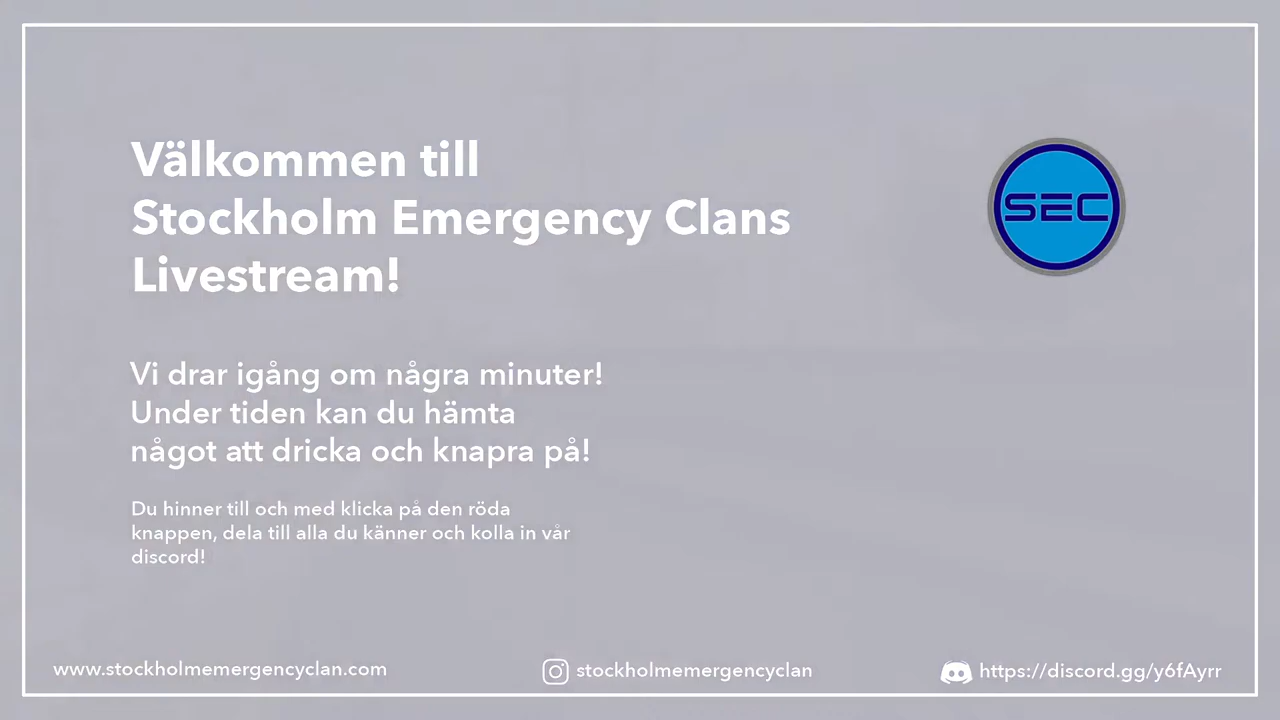 Välkommen till
Stockholm Emergency Clans
Livestream!
SEC
Vi drar igång om några minuter!
Under tiden kan du hämta
något att dricka och knapra på!
Du hinner till och med klicka på den röda
knappen, dela till alla du känner och kolla in vår
discord!
www.stockholmemergencyclan.com
stockholmemergencyclan
https://discord.gg/y6fAyrr